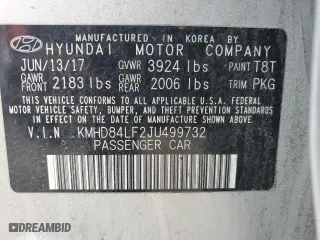 MANUFACTURED IN KOREA BY
HYUNDAI MOTOR COMPANY
JUN/13/17 GVWR 3924 lbs PAINT T8T
GAWR FRONT 2183 lbs GAWR REAR 2006 lbs TRIM PKG
THIS VEHICLE CONFORMS TO ALL APPLICABLE FEDERAL
MOTOR VEHICLE SAFETY, BUMPER, AND THEFT
PREVENTION STANDARDS IN EFFECT ON THE DATE OF
MANUFACTURE SHOWN ABOVE.
V.I.N KMHD84LF2JU499732
PASSENGER CAR
DREAMBID.COM